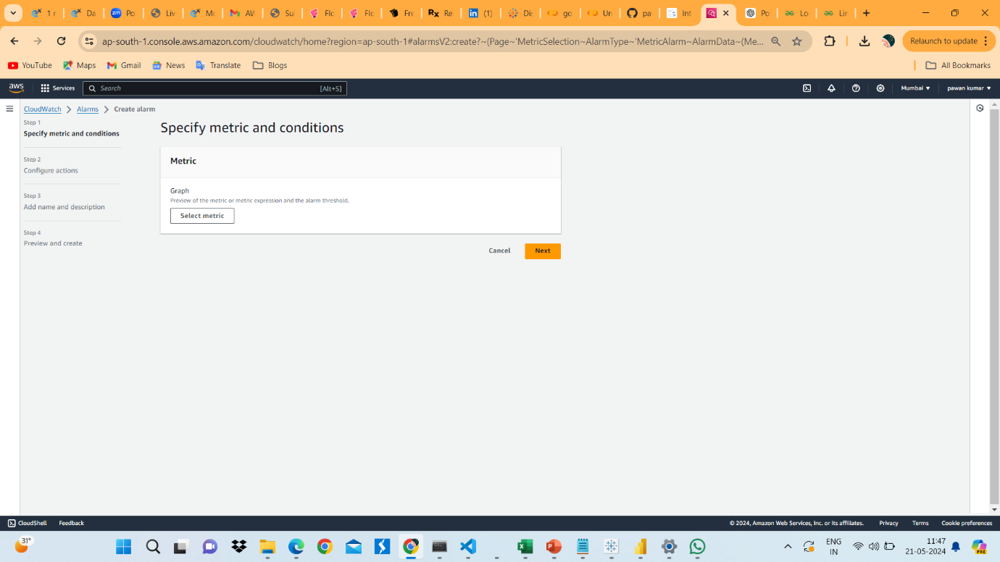 1 n
Da
Po
Liv
Mo
AW
Su
Flo
Flo
Fre
Rx Re
in (1)
Dis
go
Un
pa
Int
Po
Lo
Lir
ap-south-1.console.aws.amazon.com/cloudwatch/home?region=ap-south-1#alarmsV2:create?~(Page~'MetricSelection~AlarmType~'MetricAlarm~AlarmData~(Me...
Relaunch to update
YouTube
Maps
Gmail
News
Translate
Blogs
All Bookmarks
aws
Services
Search
[Alt+S]
Mumbai
pawan kumar
CloudWatch > Alarms > Create alarm
Step 1
Specify metric and conditions
Step 2
Configure actions
Step 3
Add name and description
Step 4
Preview and create
Specify metric and conditions
Metric
Graph
Preview of the metric or metric expression and the alarm threshold.
Select metric
Cancel
Next
CloudShell
Feedback
© 2024, Amazon Web Services, Inc. or its affiliates.
Privacy
Terms
Cookie preferences
31°
ENG
IN
11:47
21-05-2024
PRE